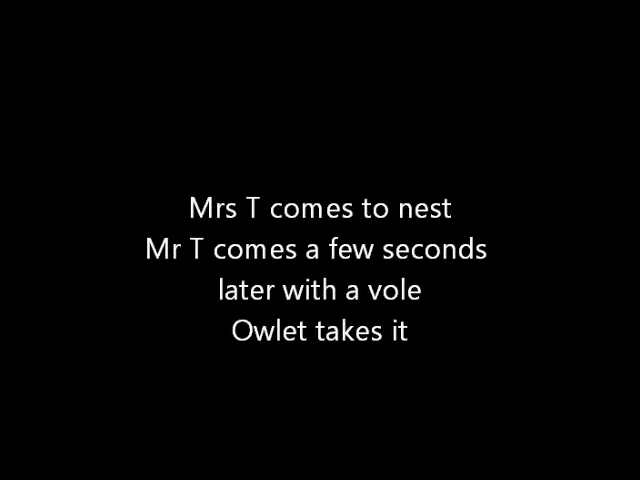 Mrs T comes to nest
Mr T comes a few seconds
later with a vole
Owlet takes it